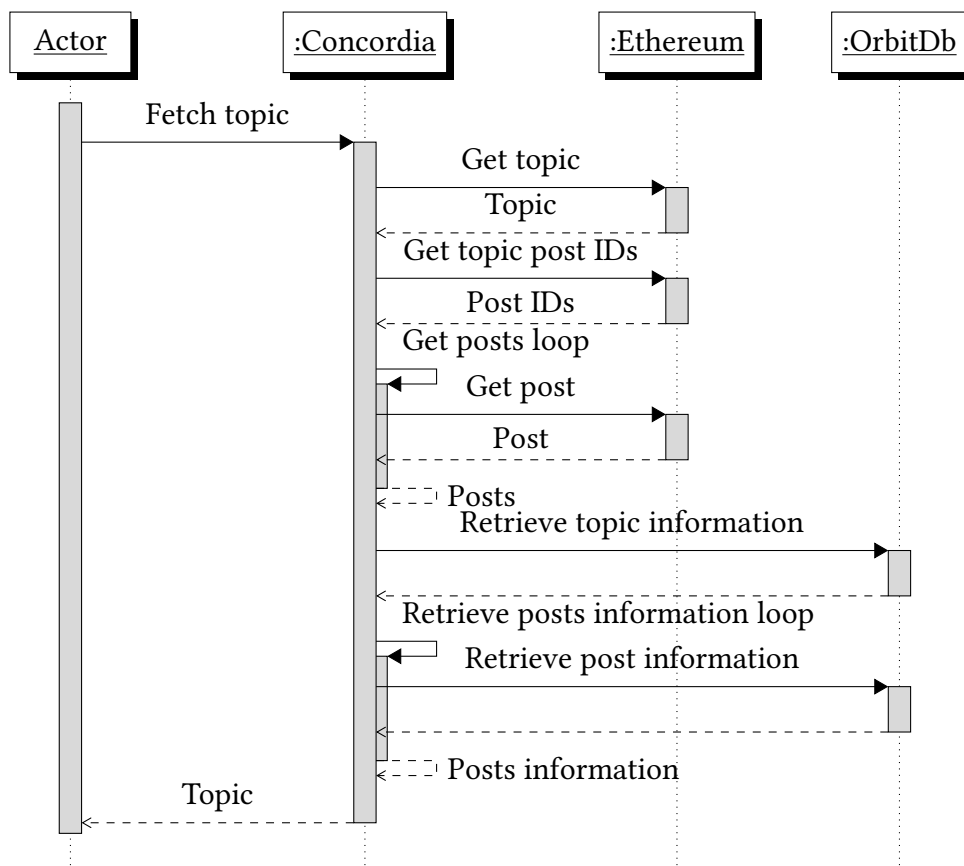 Actor
:Concordia
:Ethereum
:OrbitDb
Fetch topic
Get topic
Topic
Get topic post IDs
Post IDs
Get posts loop
Get post
Post
Posts
Retrieve topic information
Retrieve posts information loop
Retrieve post information
Posts information
Topic